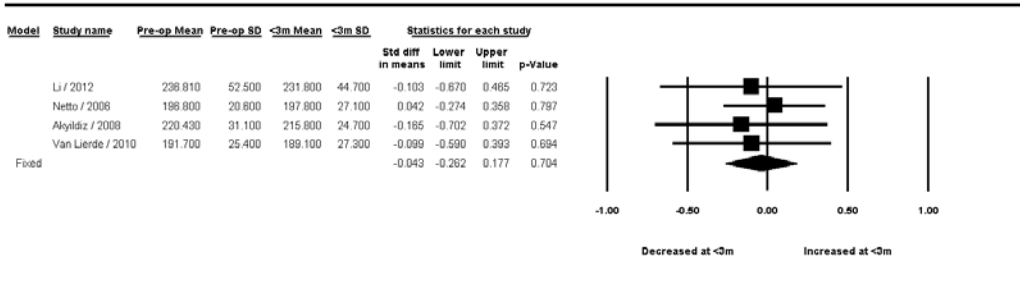 Model Study name Pre-op Mean Pre-op SD <3m Mean <3m SD Statistics for each study
Std diff in means Lower limit Upper limit p-Value
Li / 2012 236.810 52.500 231.800 44.700 -0.103 -0.670 0.465 0.723
Netto / 2006 196.800 20.600 197.800 27.100 0.042 -0.274 0.358 0.797
Akyildiz / 2008 220.430 31.100 215.800 24.700 -0.165 -0.702 0.372 0.547
Van Lierde / 2010 191.700 25.400 189.100 27.300 -0.099 -0.590 0.393 0.694
Fixed -0.043 -0.262 0.177 0.704
-1.00 -0.50 0.00 0.50 1.00
Decreased at <3m Increased at <3m